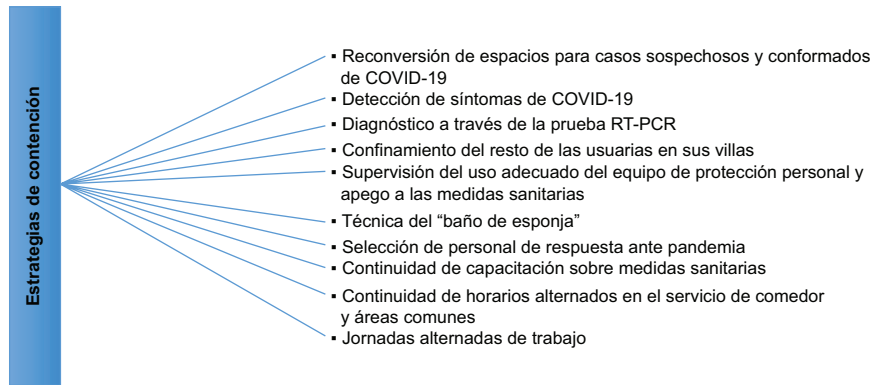 Estrategias de contención
▪ Reconversión de espacios para casos sospechosos y conformados
de COVID-19
▪ Detección de síntomas de COVID-19
▪ Diagnóstico a través de la prueba RT-PCR
▪ Confinamiento del resto de las usuarias en sus villas
▪ Supervisión del uso adecuado del equipo de protección personal y
apego a las medidas sanitarias
▪ Técnica del “baño de esponja”
▪ Selección de personal de respuesta ante pandemia
▪ Continuidad de capacitación sobre medidas sanitarias
▪ Continuidad de horarios alternados en el servicio de comedor
y áreas comunes
▪ Jornadas alternadas de trabajo